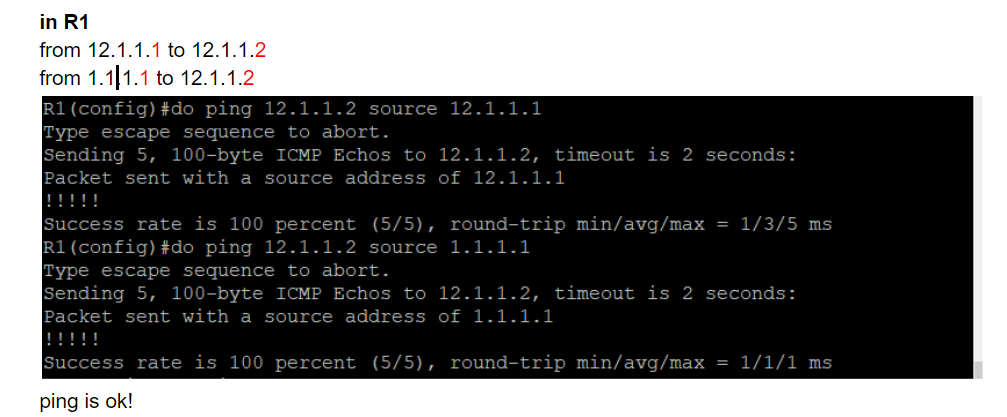 in R1
from 12.1.1.1 to 12.1.1.2
from 1.1.1.1 to 12.1.1.2
R1(config)#do ping 12.1.1.2 source 12.1.1.1
Type escape sequence to abort.
Sending 5, 100-byte ICMP Echos to 12.1.1.2, timeout is 2 seconds:
Packet sent with a source address of 12.1.1.1
!!!!!
Success rate is 100 percent (5/5), round-trip min/avg/max = 1/3/5 ms
R1(config)#do ping 12.1.1.2 source 1.1.1.1
Type escape sequence to abort.
Sending 5, 100-byte ICMP Echos to 12.1.1.2, timeout is 2 seconds:
Packet sent with a source address of 1.1.1.1
!!!!!
Success rate is 100 percent (5/5), round-trip min/avg/max = 1/1/1 ms
ping is ok!